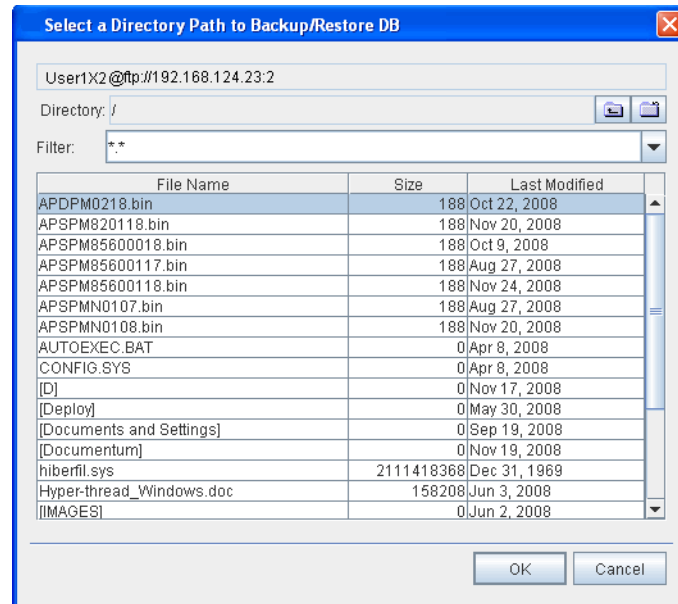 Select a Directory Path to Backup/Restore DB
User1X2@ftp://192.168.124.23:2
Directory: /
Filter: *.*
File Name Size Last Modified
APDPM0218.bin 188 Oct 22, 2008
APSPM820118.bin 188 Nov 20, 2008
APSPM85600018.bin 188 Oct 9, 2008
APSPM85600117.bin 188 Aug 27, 2008
APSPM85600118.bin 188 Nov 24, 2008
APSPMN0107.bin 188 Aug 27, 2008
APSPMN0108.bin 188 Nov 20, 2008
AUTOEXEC.BAT 0 Apr 8, 2008
CONFIG.SYS 0 Apr 8, 2008
[D] 0 Nov 17, 2008
[Deploy] 0 May 30, 2008
[Documents and Settings] 0 Sep 19, 2008
[Documentum] 0 Nov 19, 2008
hiberfil.sys 2111418368 Dec 31, 1969
Hyper-thread_Windows.doc 158208 Jun 3, 2008
[IMAGES] 0 Jun 2, 2008
OK Cancel